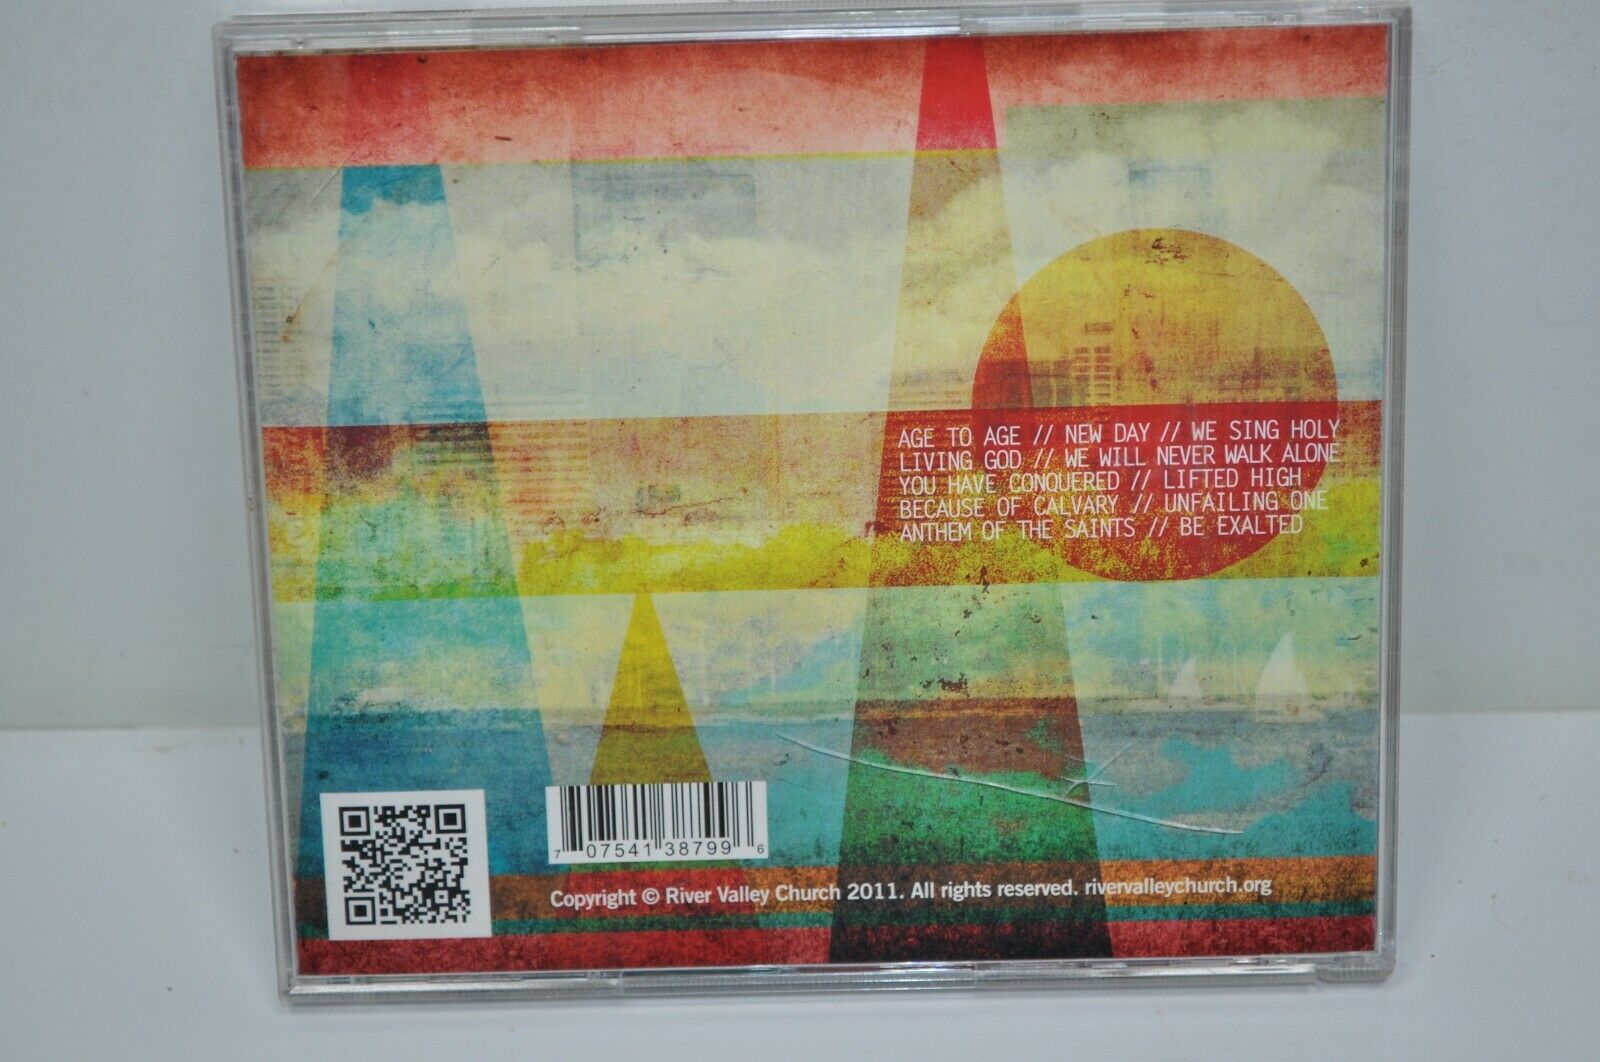 AGE TO AGE // NEW DAY // WE SING HOLY
LIVING GOD // WE WILL NEVER WALK ALONE
YOU HAVE CONQUERED // LIFTED HIGH
BECAUSE OF CALVARY // UNFAILING ONE
ANTHEM OF THE SAINTS // BE EXALTED
7 07541 38799 6
Copyright © River Valley Church 2011. All rights reserved. rivervalleychurch.org